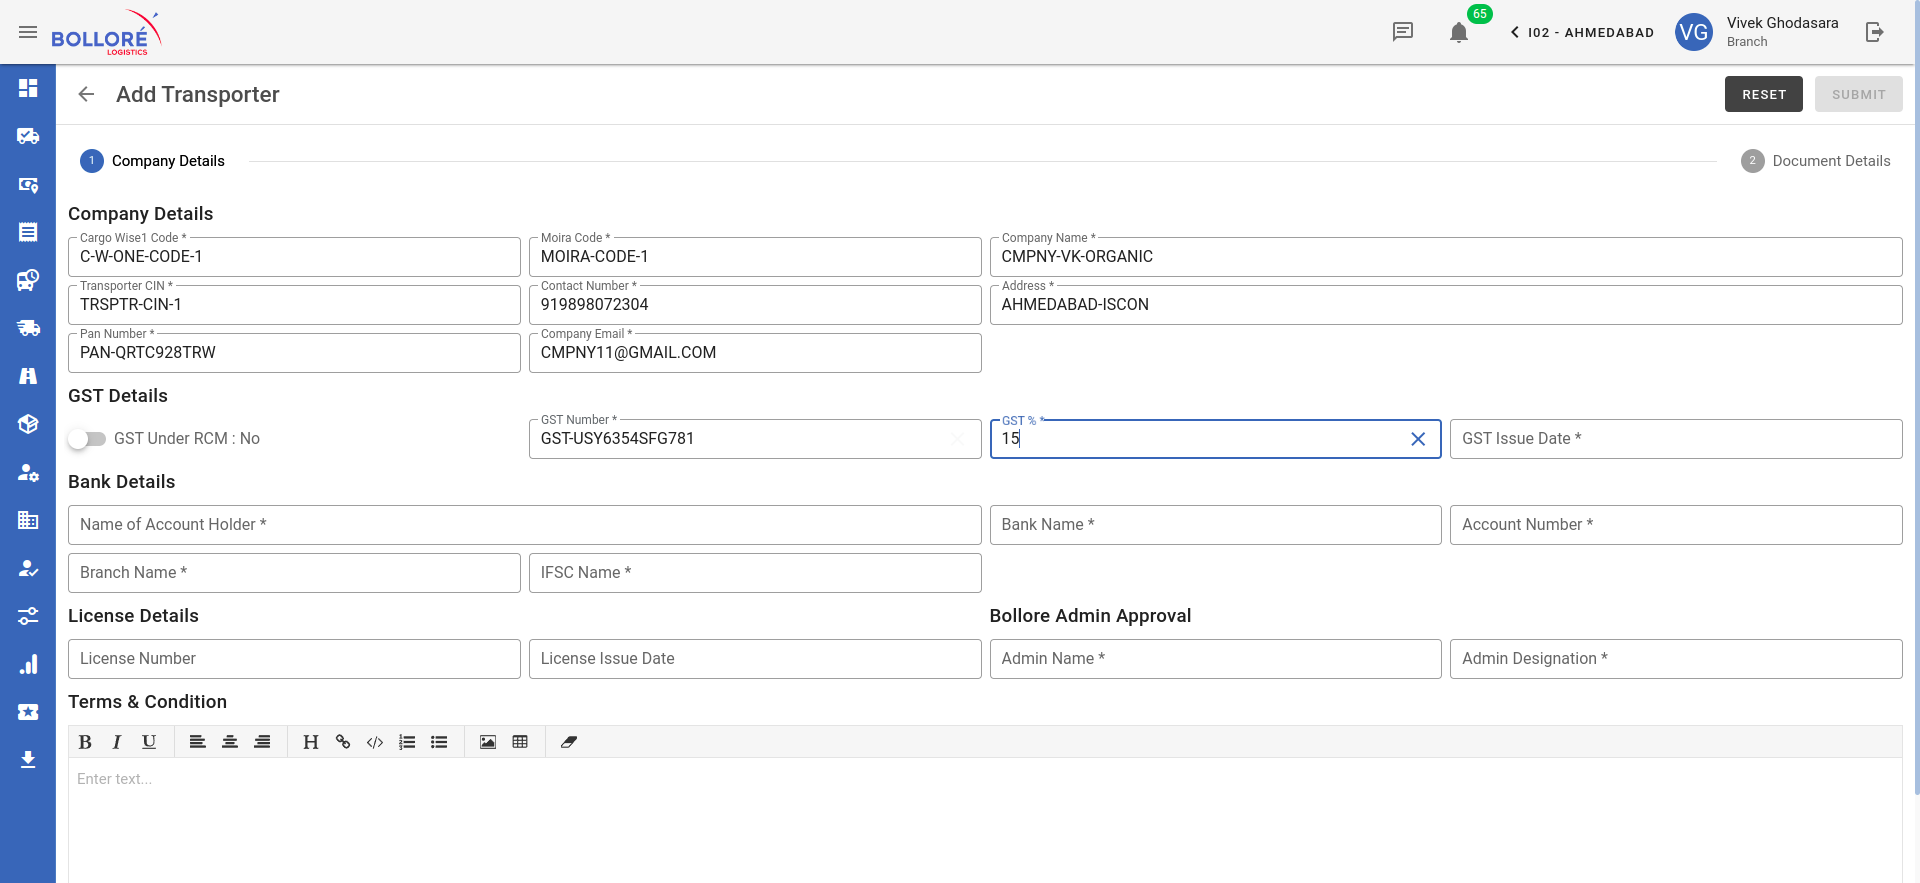 BOLLORÉ
LOGISTICS
65
I02 - AHMEDABAD
VG
Vivek Ghodasara
Branch
Add Transporter
RESET
SUBMIT
1
Company Details
2
Document Details
Company Details
Cargo Wise1 Code *
C-W-ONE-CODE-1
Moira Code *
MOIRA-CODE-1
Company Name *
CMPNY-VK-ORGANIC
Transporter CIN *
TRSPTR-CIN-1
Contact Number *
919898072304
Address *
AHMEDABAD-ISCON
Pan Number *
PAN-QRTC928TRW
Company Email *
CMPNY11@GMAIL.COM
GST Details
GST Under RCM : No
GST Number *
GST-USY6354SFG781
GST % *
15
GST Issue Date *
Bank Details
Name of Account Holder *
Bank Name *
Account Number *
Branch Name *
IFSC Name *
License Details
Bollore Admin Approval
License Number
License Issue Date
Admin Name *
Admin Designation *
Terms & Condition
B I U H
Enter text...